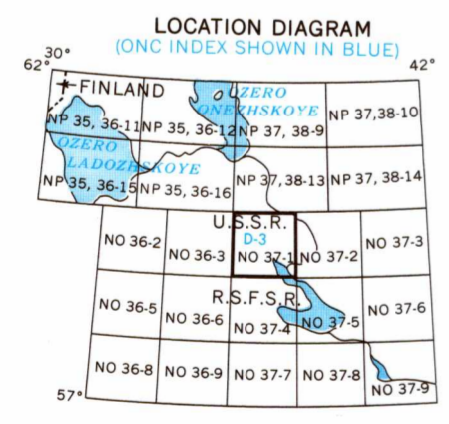 LOCATION DIAGRAM
(ONC INDEX SHOWN IN BLUE)
62° 30° 42°
FINLAND
OZERO
ONEZHSKOYE
NP 35, 36-11 NP 35, 36-12 NP 37, 38-9 NP 37, 38-10
OZERO
LADOZHSKOYE
NP 35, 36-15 NP 35, 36-16 NP 37,38-13 NP 37, 38-14
U.S.S.R.
D-3
NO 36-2 NO 36-3 NO 37-1 NO 37-2 NO 37-3
R.S.F.S.R.
NO 36-5 NO 36-6 NO 37-4 NO 37-5 NO 37-6
NO 36-8 NO 36-9 NO 37-7 NO 37-8 NO 37-9
57°